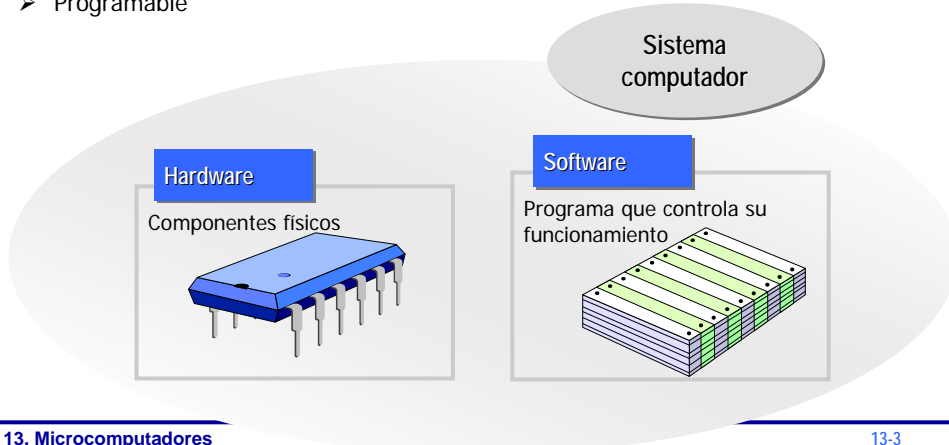 ➢ Programable
Sistema
computador
Hardware
Componentes físicos
Software
Programa que controla su
funcionamiento
13. Microcomputadores
13-3